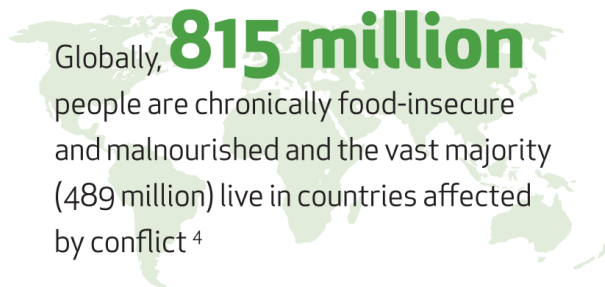 Globally, 815 million
people are chronically food-insecure
and malnourished and the vast majority
(489 million) live in countries affected
by conflict 4